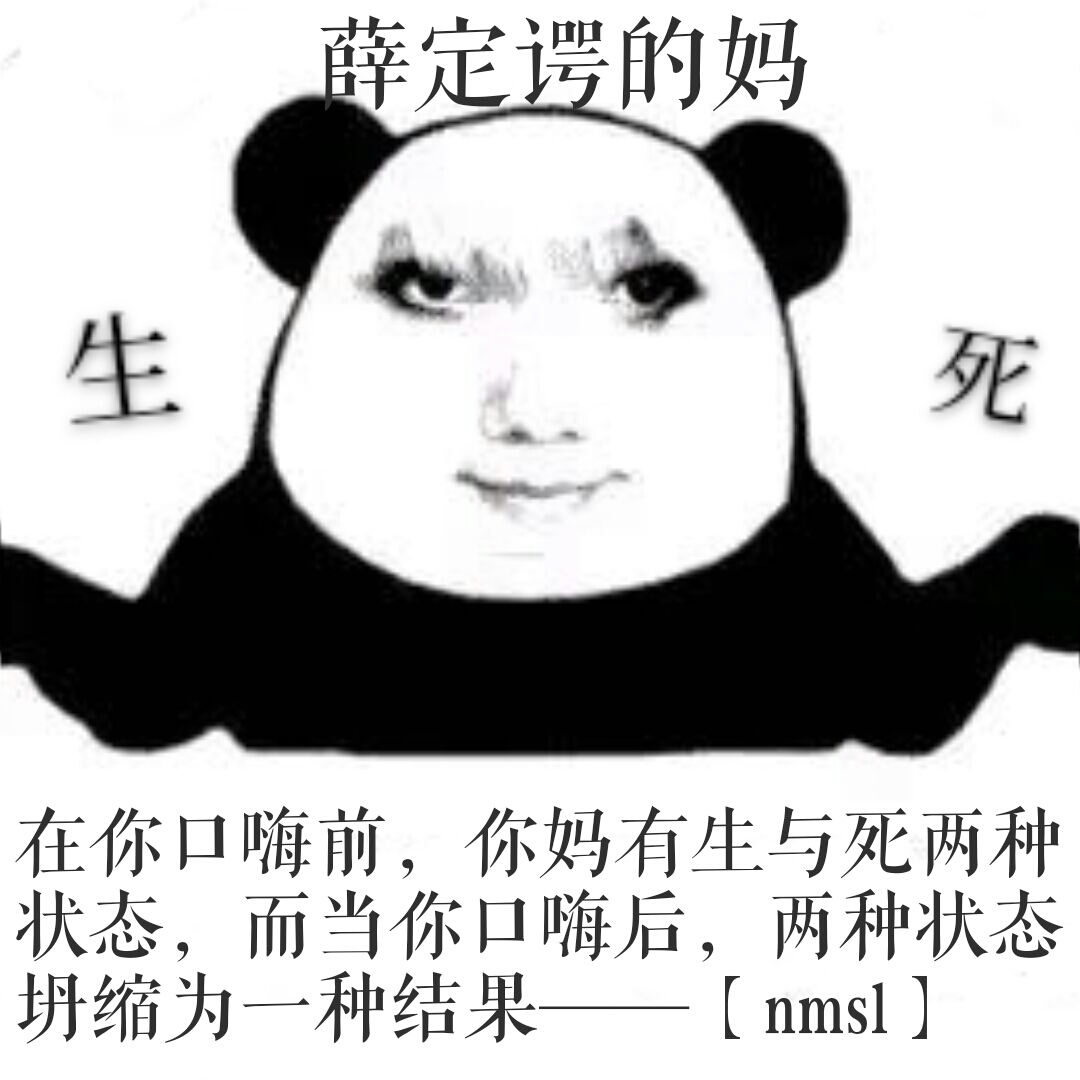 薛定谔的妈
生
死
在你口嗨前，你妈有生与死两种
状态，而当你口嗨后，两种状态
坍缩为一种结果——【nmsl】